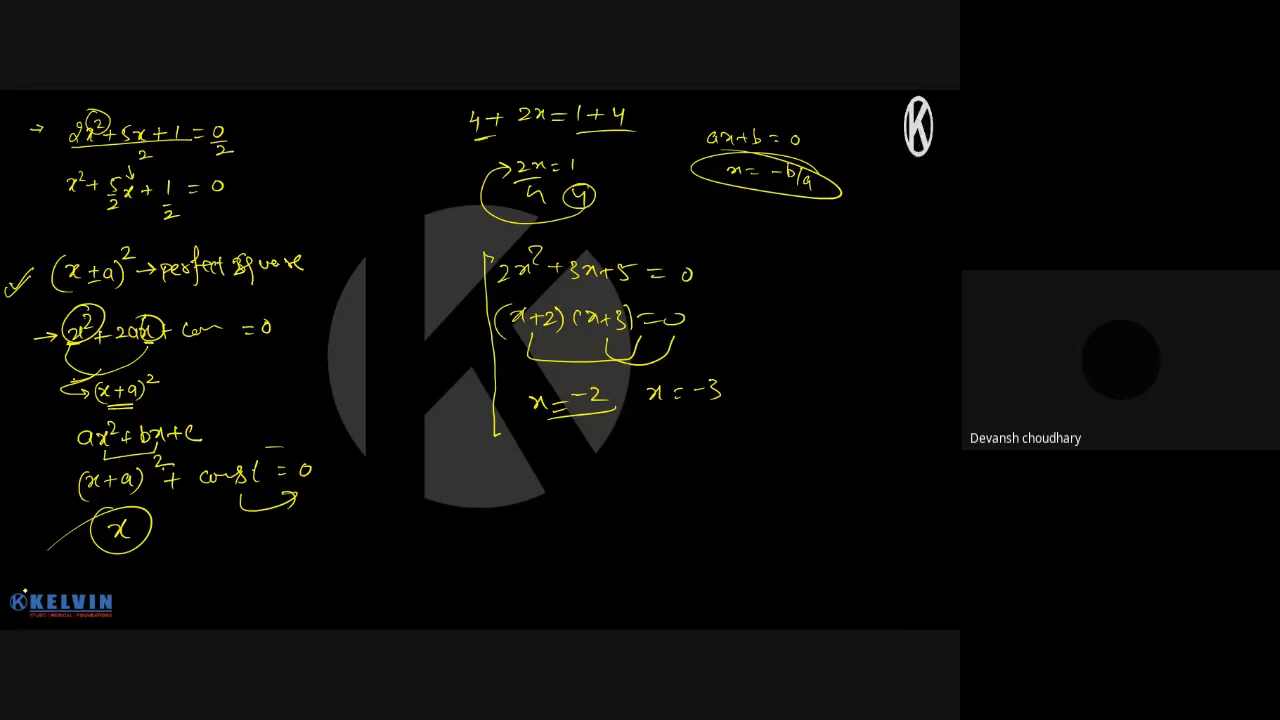 → 2x² + 5x + 1 = 0
2 2
x² + 5/2 x + 1/2 = 0
(x ± a)² → perfect square
→ x² + 2ax + con = 0
→ (x + a)²
ax² + bx + c
(x + a)² + const = 0
x
4 + 2x = 1 + 4
2x = 1
4 4
2x² + 3x + 5 = 0
(x + 2) (x + 3) = 0
x = -2 x = -3
ax + b = 0
x = -b/a
K
KELVIN
Devansh choudhary